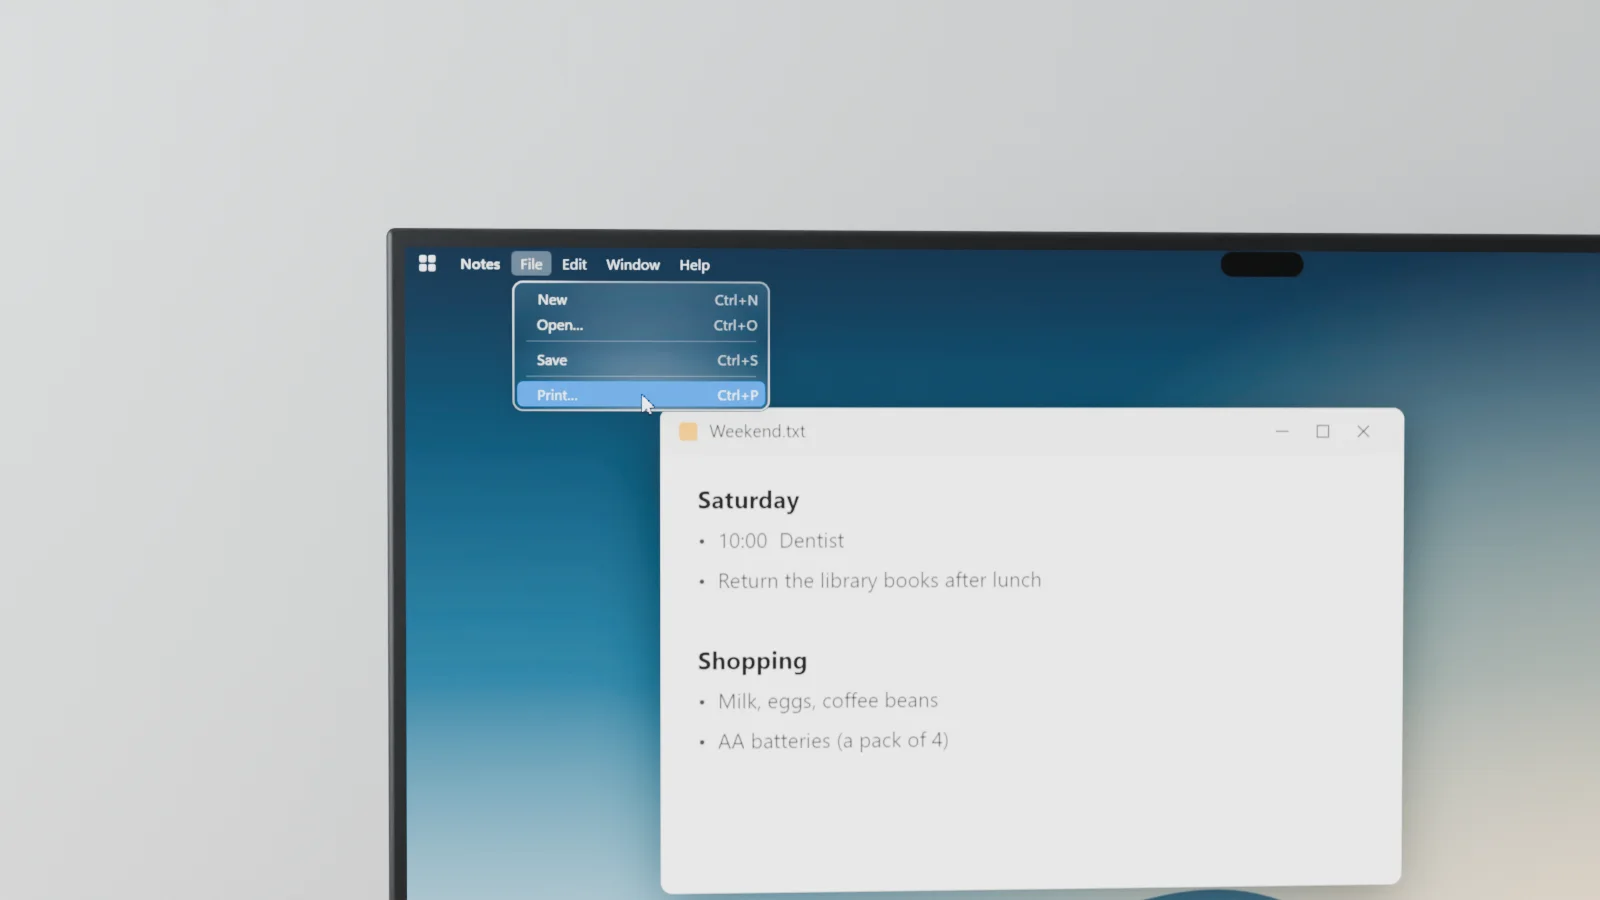 Notes File Edit Window Help
New Ctrl+N
Open... Ctrl+O
Save Ctrl+S
Print... Ctrl+P
Weekend.txt
Saturday
• 10:00 Dentist
• Return the library books after lunch
Shopping
• Milk, eggs, coffee beans
• AA batteries (a pack of 4)